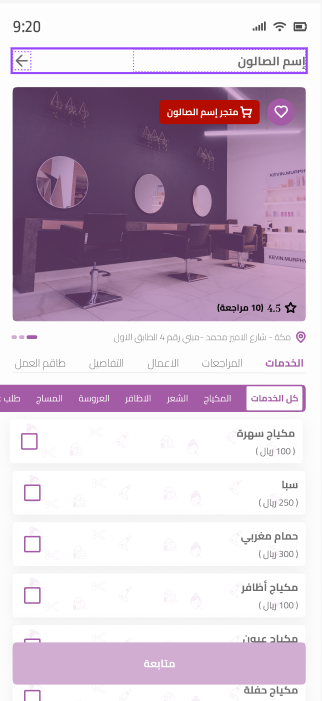 9:20
إسم الصالون
متجر إسم الصالون
KEVIN.MURPHY
KEVIN.MURPHY
4.5 (10 مراجعة)
مكة - شارع الامير محمد -مبني رقم 4 الطابق الاول
الخدمات المراجعات الاعمال التفاصيل طاقم العمل
كل الخدمات المكياج الشعر الاظافر العروسة المساج طلب
مكياج سهرة
( 100 ريال )
سبا
( 250 ريال )
حمام مغربي
( 300 ريال )
مكياج أظافر
( 100 ريال )
مكياج عيون
متابعة
مكياج حفلة